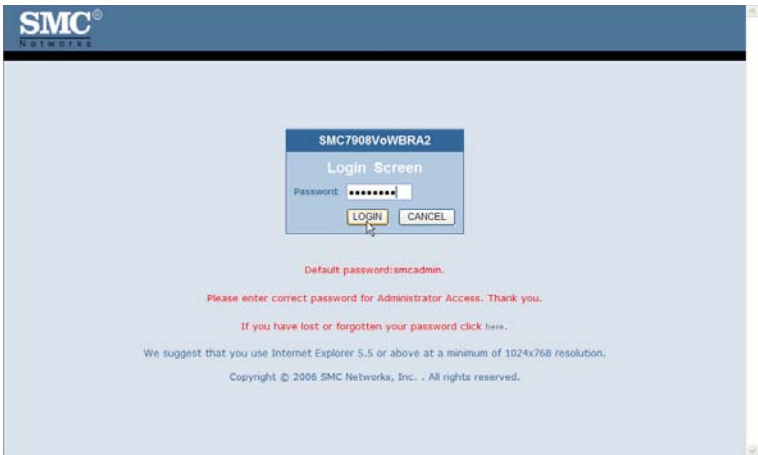 SMC®
Networks
SMC7908VoWBRA2
Login Screen
Password: ••••••••
LOGIN CANCEL
Default password:smcadmin.
Please enter correct password for Administrator Access. Thank you.
If you have lost or forgotten your password click here.
We suggest that you use Internet Explorer 5.5 or above at a minimum of 1024x768 resolution.
Copyright © 2006 SMC Networks, Inc. . All rights reserved.